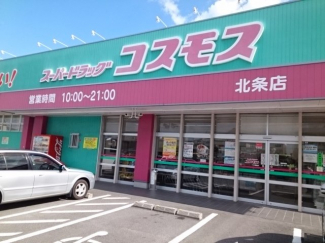 い!
スーパードラッグ コスモス
営業時間 10:00~21:00
北条店